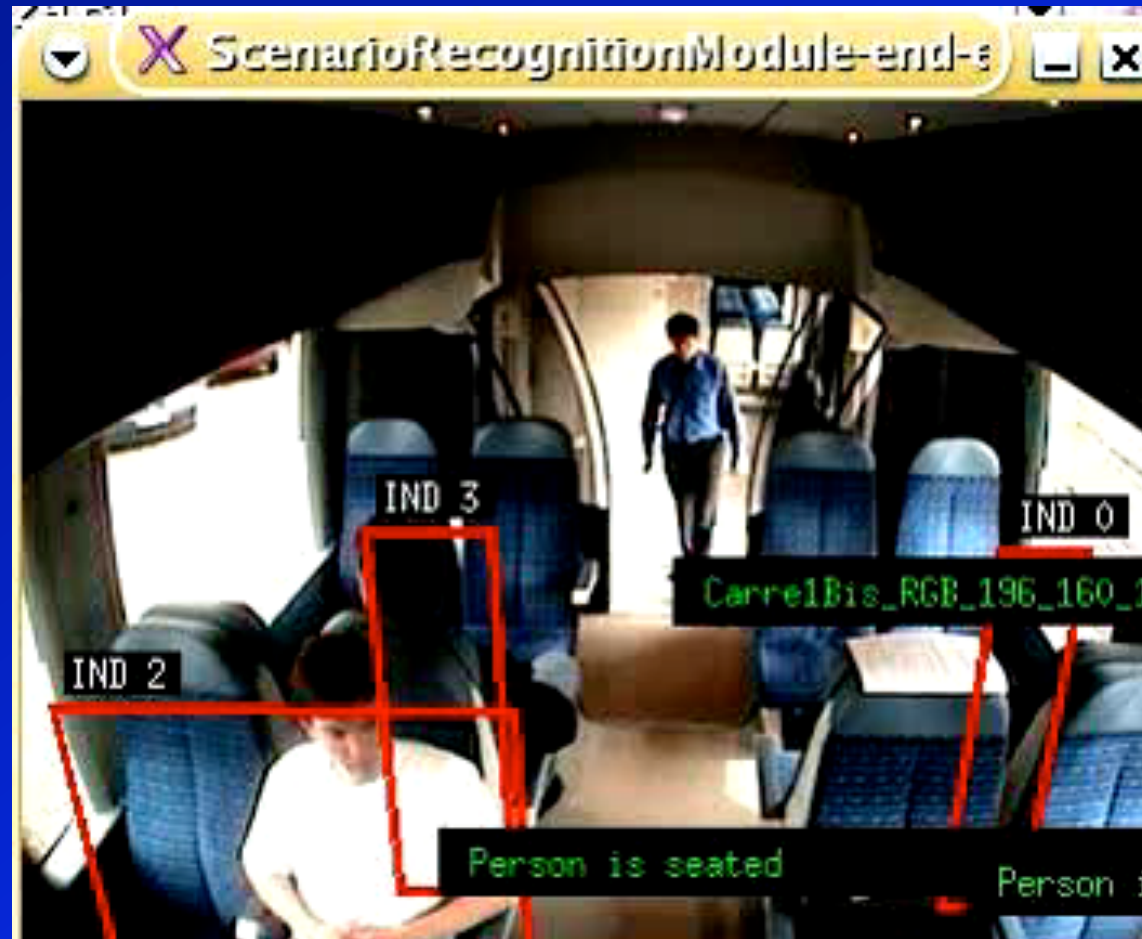 ScenarioRecognitionModule-end-e
IND 3
IND 0
Carre1Bis_RGB_196_160_
IND 2
Person is seated
Person